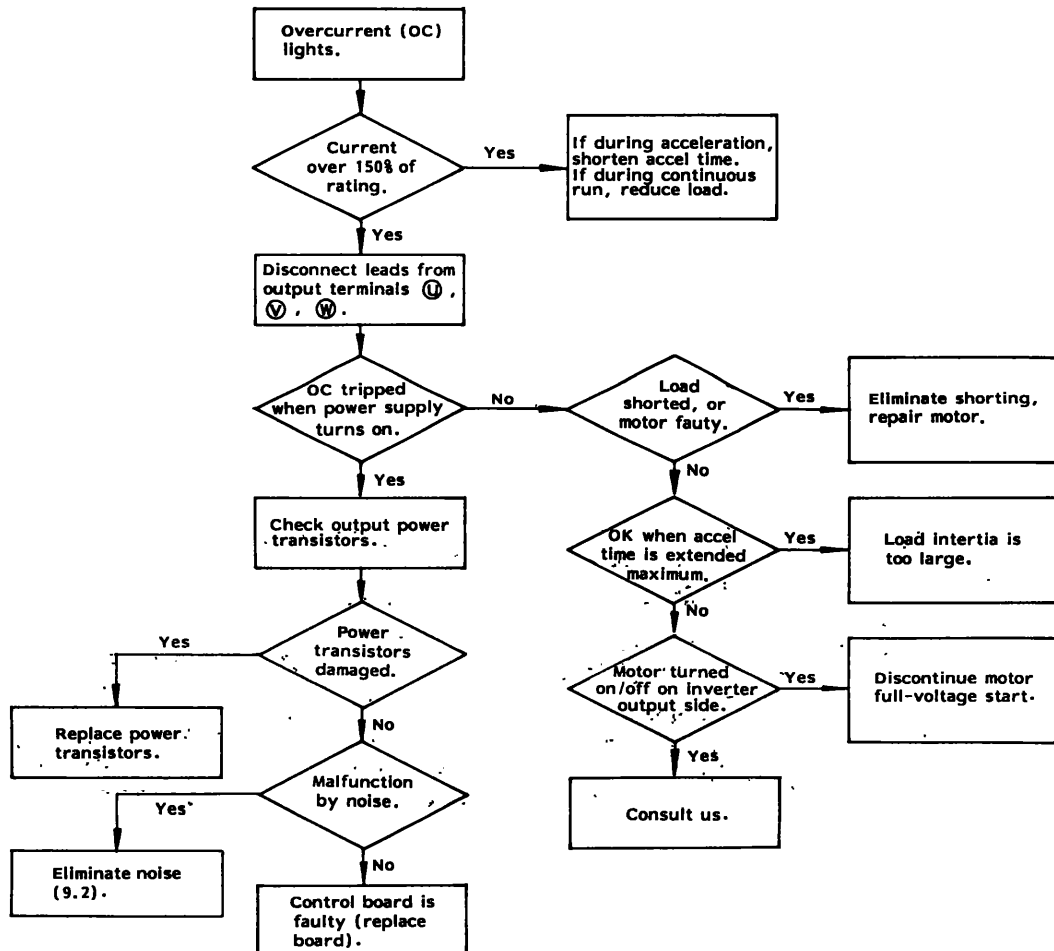 Overcurrent (OC)
lights.
Current
over 150% of
rating.
Yes
If during acceleration,
shorten accel time.
If during continuous
run, reduce load.
Yes
Disconnect leads from
output terminals Ⓤ ,
Ⓥ , Ⓦ .
OC tripped
when power supply
turns on.
No
Load
shorted, or
motor fauty.
Yes
Eliminate shorting,
repair motor.
Yes
No
Check output power
transistors.
OK when accel
time is extended
maximum.
Yes
Load intertia is
too large.
No
Power
transistors
damaged.
Yes
Motor turned
on/off on inverter
output side.
Yes
Discontinue motor
full-voltage start.
Replace power
transistors.
No
Yes
Malfunction
by noise.
Yes
Consult us.
Eliminate noise
(9.2).
No
Control board is
faulty (replace
board).